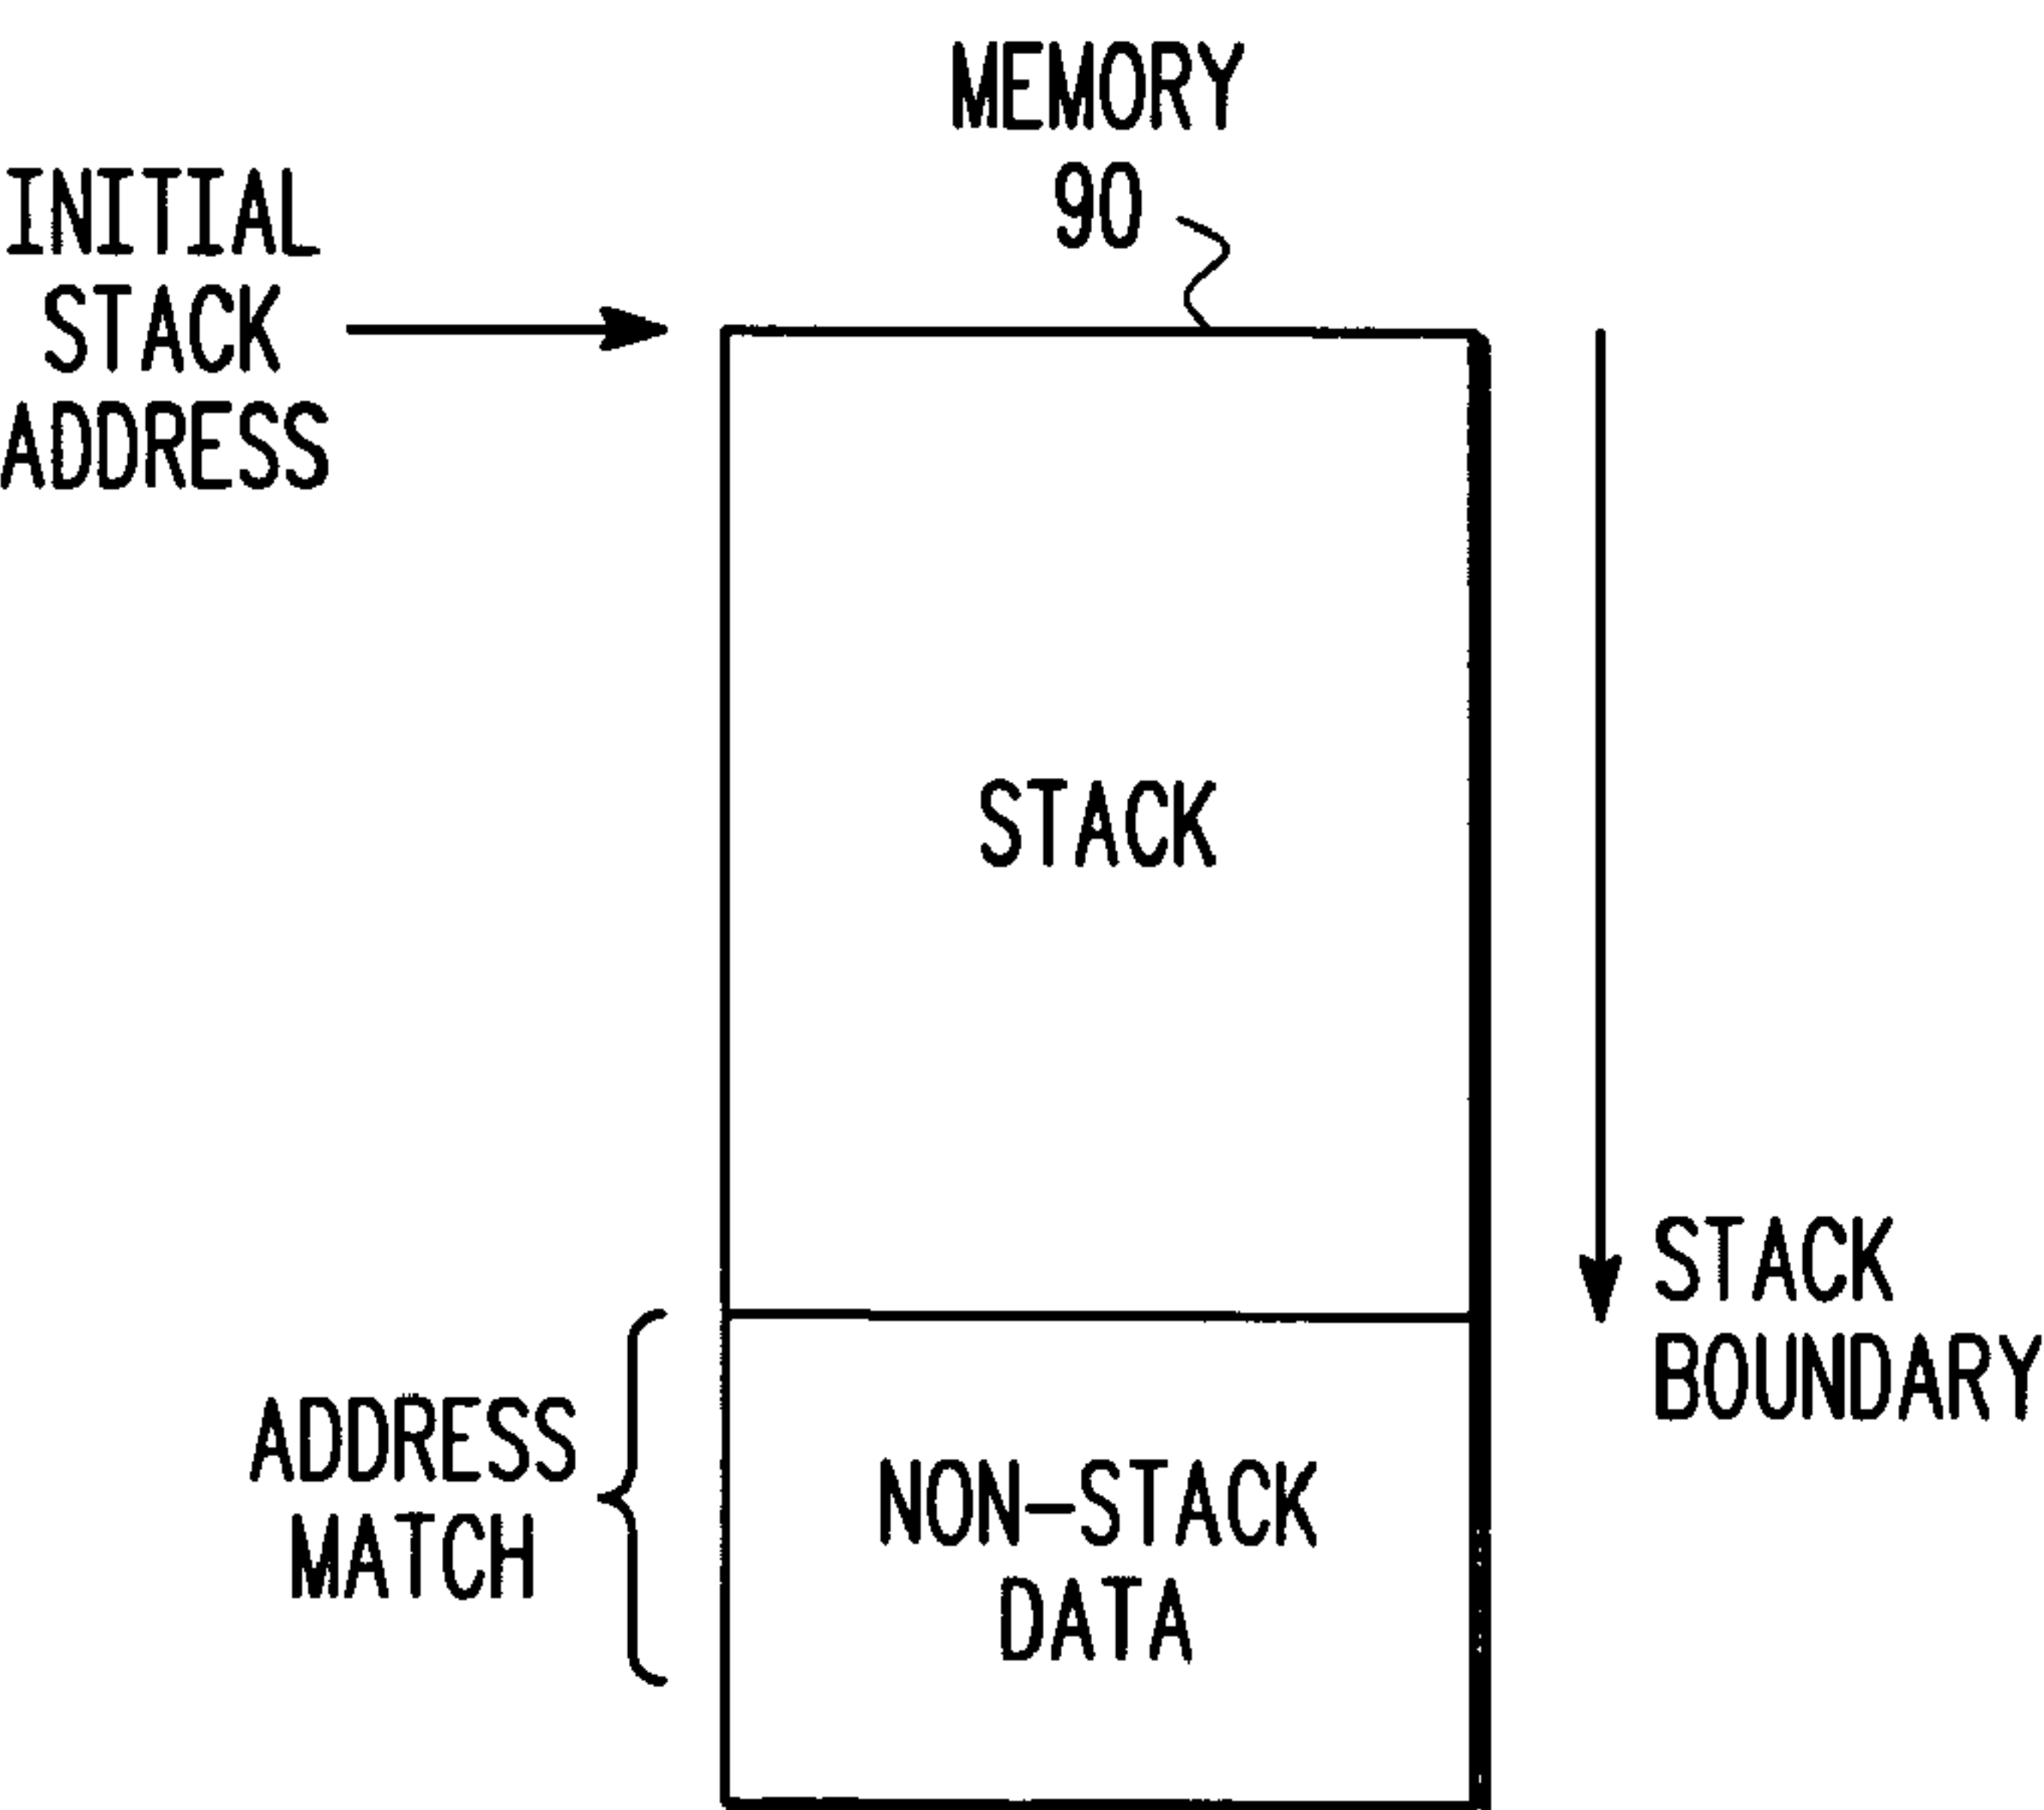 MEMORY
90
INITIAL
STACK
ADDRESS
STACK
STACK
BOUNDARY
ADDRESS
MATCH
NON-STACK
DATA